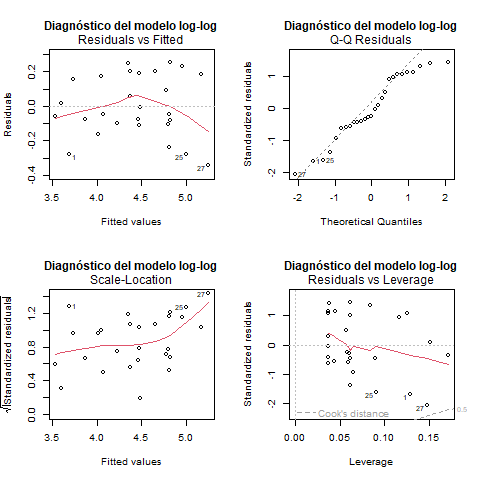 Diagnóstico del modelo log-log
Residuals vs Fitted
Residuals
0.2
0.0
-0.2
-0.4
1
25
27
3.5 4.0 4.5 5.0
Fitted values
Diagnóstico del modelo log-log
Q-Q Residuals
Standardized residuals
1
0
-1
-2
27
1
25
-2 -1 0 1 2
Theoretical Quantiles
Diagnóstico del modelo log-log
Scale-Location
√|Standardized residuals|
1.2
0.8
0.4
0.0
1
25
27
3.5 4.0 4.5 5.0
Fitted values
Diagnóstico del modelo log-log
Residuals vs Leverage
Standardized residuals
1
0
-1
-2
25
1
27
Cook's distance
0.5
0.00 0.05 0.10 0.15
Leverage